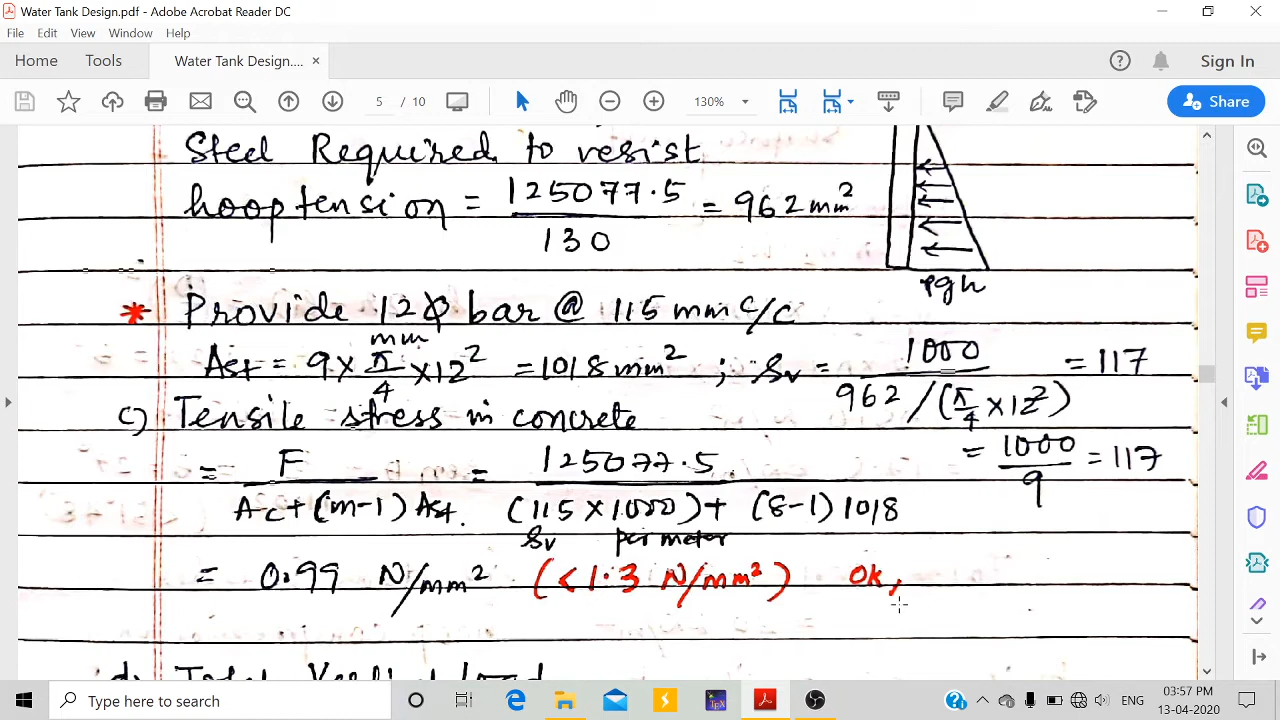 Water Tank Design.pdf - Adobe Acrobat Reader DC
File Edit View Window Help
Home Tools Water Tank Design.... × Sign In
5 / 10 130% Share
Steel Required to resist
hoop tension = 125077.5 / 130 = 962 mm²
ρgh
* Provide 12 φ bar @ 115 mm c/c
mm
Ast = 9 × π/4 × 12² = 1018 mm² ; Sv = 1000 / 962/(π/4 × 12²) = 117
= 1000/9 = 117
c) Tensile stress in concrete
= F / Ac + (m-1) Ast. = 125077.5 / (115 × 1000) + (8-1) 1018
Sv per meter
= 0.99 N/mm² (< 1.3 N/mm²) OK,
d) Total Vertical load
Type here to search
ENG 03:57 PM
13-04-2020